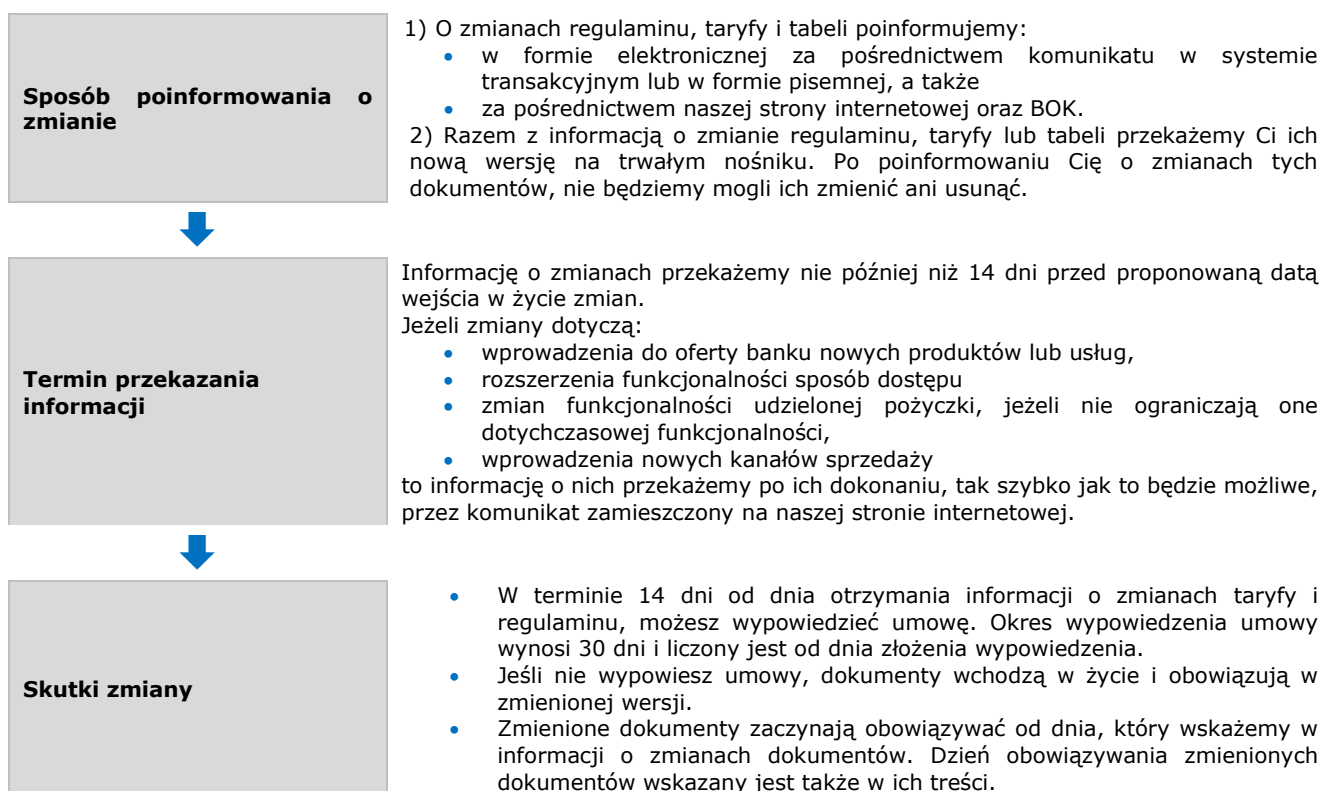 Sposób poinformowania o
zmianie
1) O zmianach regulaminu, taryfy i tabeli poinformujemy:
• w formie elektronicznej za pośrednictwem komunikatu w systemie
transakcyjnym lub w formie pisemnej, a także
• za pośrednictwem naszej strony internetowej oraz BOK.
2) Razem z informacją o zmianie regulaminu, taryfy lub tabeli przekażemy Ci ich
nową wersję na trwałym nośniku. Po poinformowaniu Cię o zmianach tych
dokumentów, nie będziemy mogli ich zmienić ani usunąć.
Termin przekazania
informacji
Informację o zmianach przekażemy nie później niż 14 dni przed proponowaną datą
wejścia w życie zmian.
Jeżeli zmiany dotyczą:
• wprowadzenia do oferty banku nowych produktów lub usług,
• rozszerzenia funkcjonalności sposób dostępu
• zmian funkcjonalności udzielonej pożyczki, jeżeli nie ograniczają one
dotychczasowej funkcjonalności,
• wprowadzenia nowych kanałów sprzedaży
to informację o nich przekażemy po ich dokonaniu, tak szybko jak to będzie możliwe,
przez komunikat zamieszczony na naszej stronie internetowej.
Skutki zmiany
• W terminie 14 dni od dnia otrzymania informacji o zmianach taryfy i
regulaminu, możesz wypowiedzieć umowę. Okres wypowiedzenia umowy
wynosi 30 dni i liczony jest od dnia złożenia wypowiedzenia.
• Jeśli nie wypowiesz umowy, dokumenty wchodzą w życie i obowiązują w
zmienionej wersji.
• Zmienione dokumenty zaczynają obowiązywać od dnia, który wskażemy w
informacji o zmianach dokumentów. Dzień obowiązywania zmienionych
dokumentów wskazany jest także w ich treści.